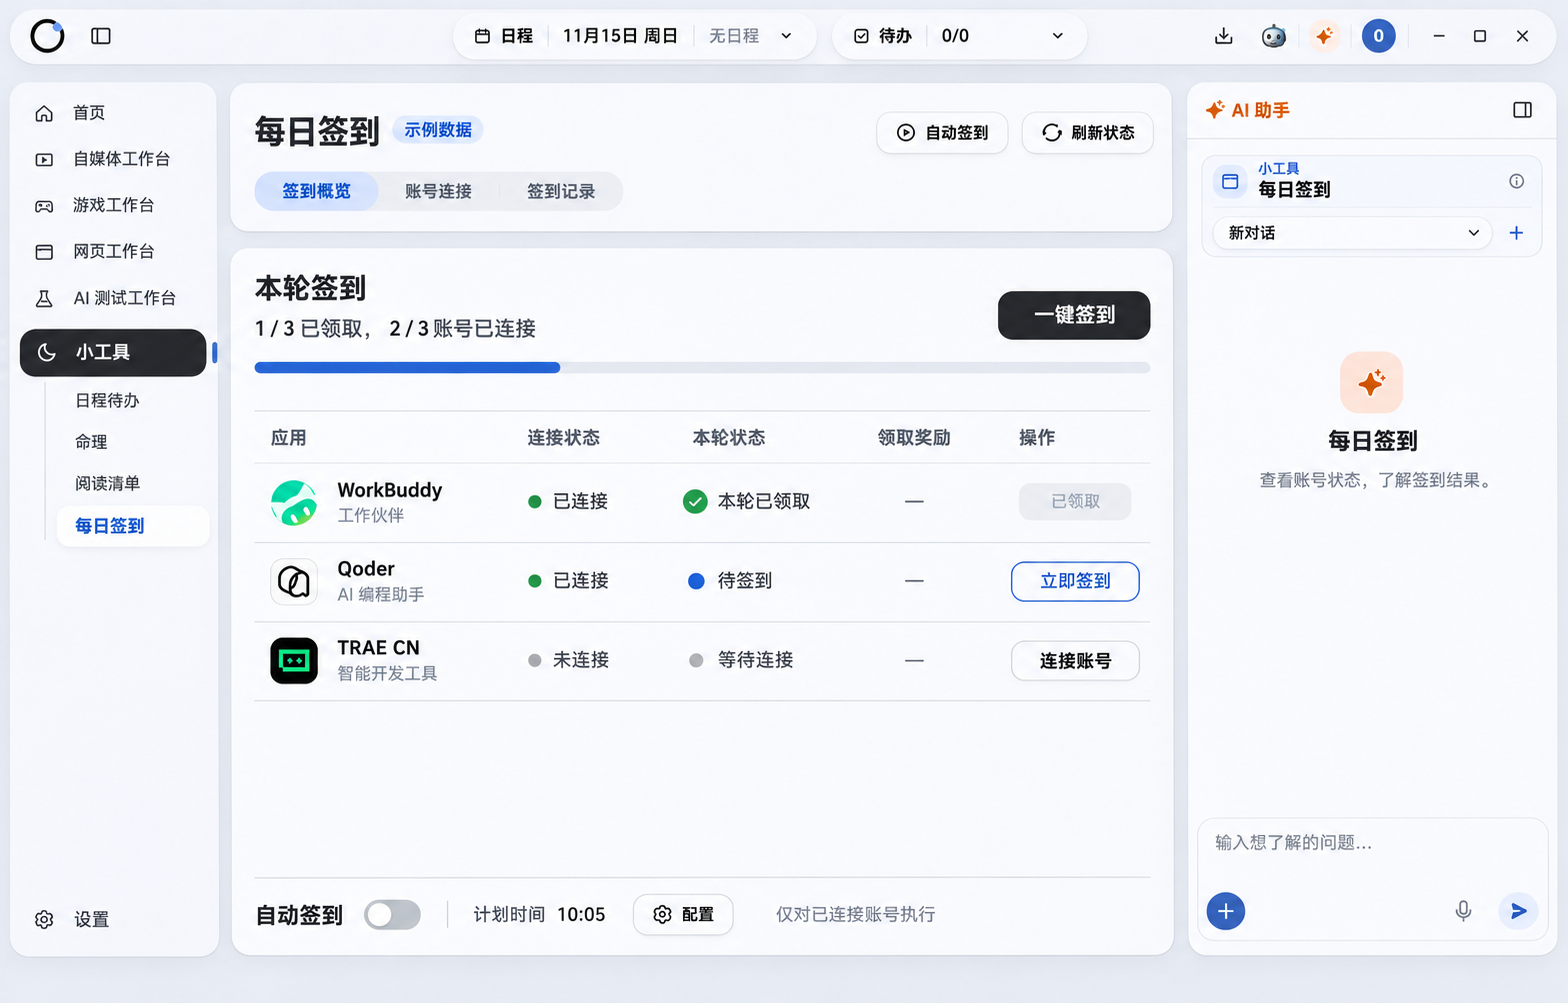 日程 11月15日 周日 无日程
待办 0/0
0
首页
自媒体工作台
游戏工作台
网页工作台
AI 测试工作台
小工具
日程待办
命理
阅读清单
每日签到
设置
每日签到 示例数据
自动签到 刷新状态
签到概览 账号连接 签到记录
本轮签到
1 / 3 已领取， 2 / 3 账号已连接
一键签到
应用 连接状态 本轮状态 领取奖励 操作
WorkBuddy
工作伙伴
已连接 本轮已领取 — 已领取
Qoder
AI 编程助手
已连接 待签到 — 立即签到
TRAE CN
智能开发工具
未连接 等待连接 — 连接账号
自动签到 计划时间 10:05 配置 仅对已连接账号执行
AI 助手
小工具
每日签到
新对话
每日签到
查看账号状态，了解签到结果。
输入想了解的问题...